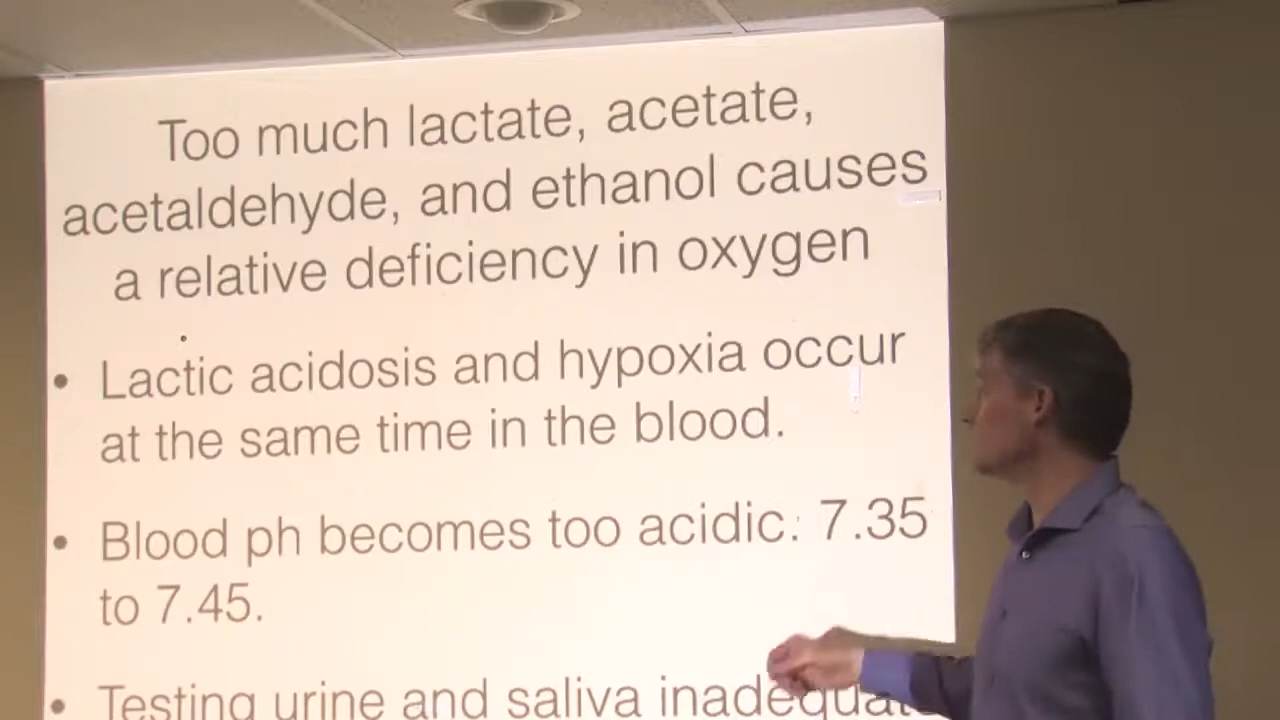 Too much lactate, acetate,
acetaldehyde, and ethanol causes
a relative deficiency in oxygen
• Lactic acidosis and hypoxia occur
at the same time in the blood.
• Blood ph becomes too acidic: 7.35
to 7.45.
• Testing urine and saliva